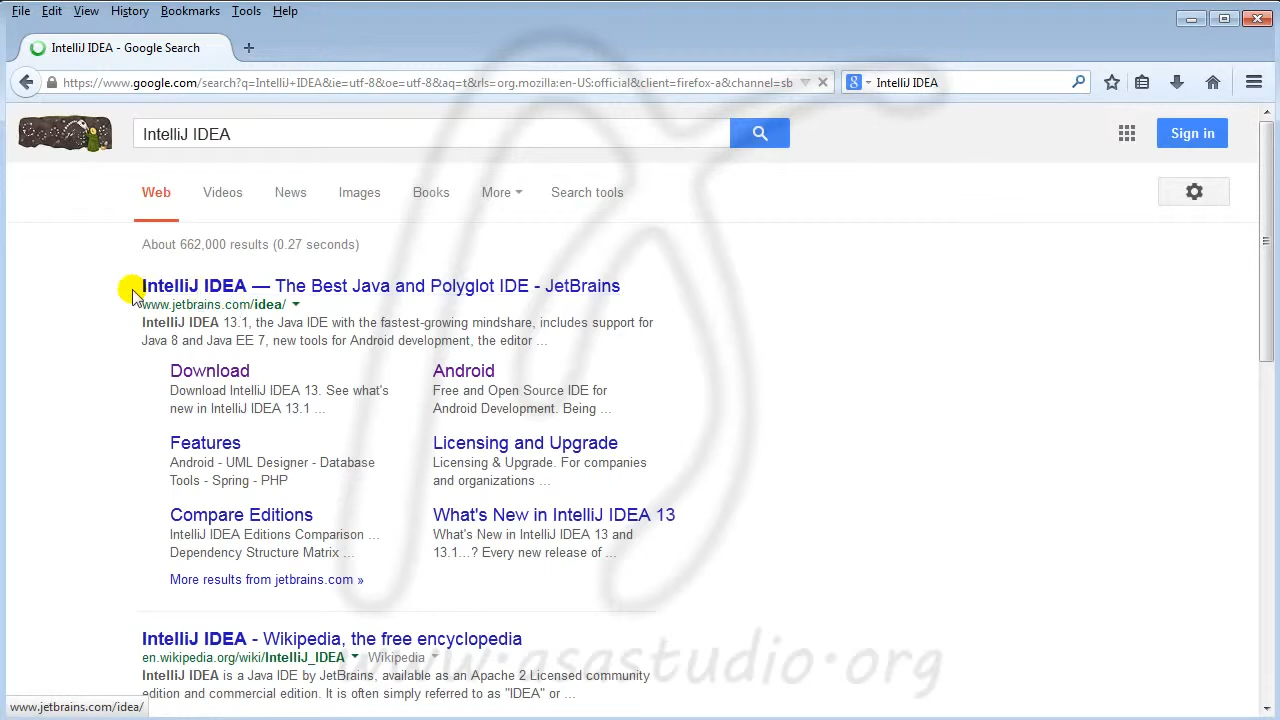 File Edit View History Bookmarks Tools Help
IntelliJ IDEA - Google Search
https://www.google.com/search?q=IntelliJ+IDEA&ie=utf-8&oe=utf-8&aq=t&rls=org.mozilla:en-US:official&client=firefox-a&channel=sb
IntelliJ IDEA
IntelliJ IDEA
Sign in
Web Videos News Images Books More Search tools
About 662,000 results (0.27 seconds)
IntelliJ IDEA — The Best Java and Polyglot IDE - JetBrains
www.jetbrains.com/idea/
IntelliJ IDEA 13.1, the Java IDE with the fastest-growing mindshare, includes support for
Java 8 and Java EE 7, new tools for Android development, the editor ...
Download
Download IntelliJ IDEA 13. See what's
new in IntelliJ IDEA 13.1 ...
Android
Free and Open Source IDE for
Android Development. Being ...
Features
Android - UML Designer - Database
Tools - Spring - PHP
Licensing and Upgrade
Licensing & Upgrade. For companies
and organizations ...
Compare Editions
IntelliJ IDEA Editions Comparison ...
Dependency Structure Matrix ...
What's New in IntelliJ IDEA 13
What's New in IntelliJ IDEA 13 and
13.1...? Every new release of ...
More results from jetbrains.com »
IntelliJ IDEA - Wikipedia, the free encyclopedia
en.wikipedia.org/wiki/IntelliJ_IDEA Wikipedia
IntelliJ IDEA is a Java IDE by JetBrains, available as an Apache 2 Licensed community
edition and commercial edition. It is often simply referred to as "IDEA" or ...
www.asastudio.org
www.jetbrains.com/idea/